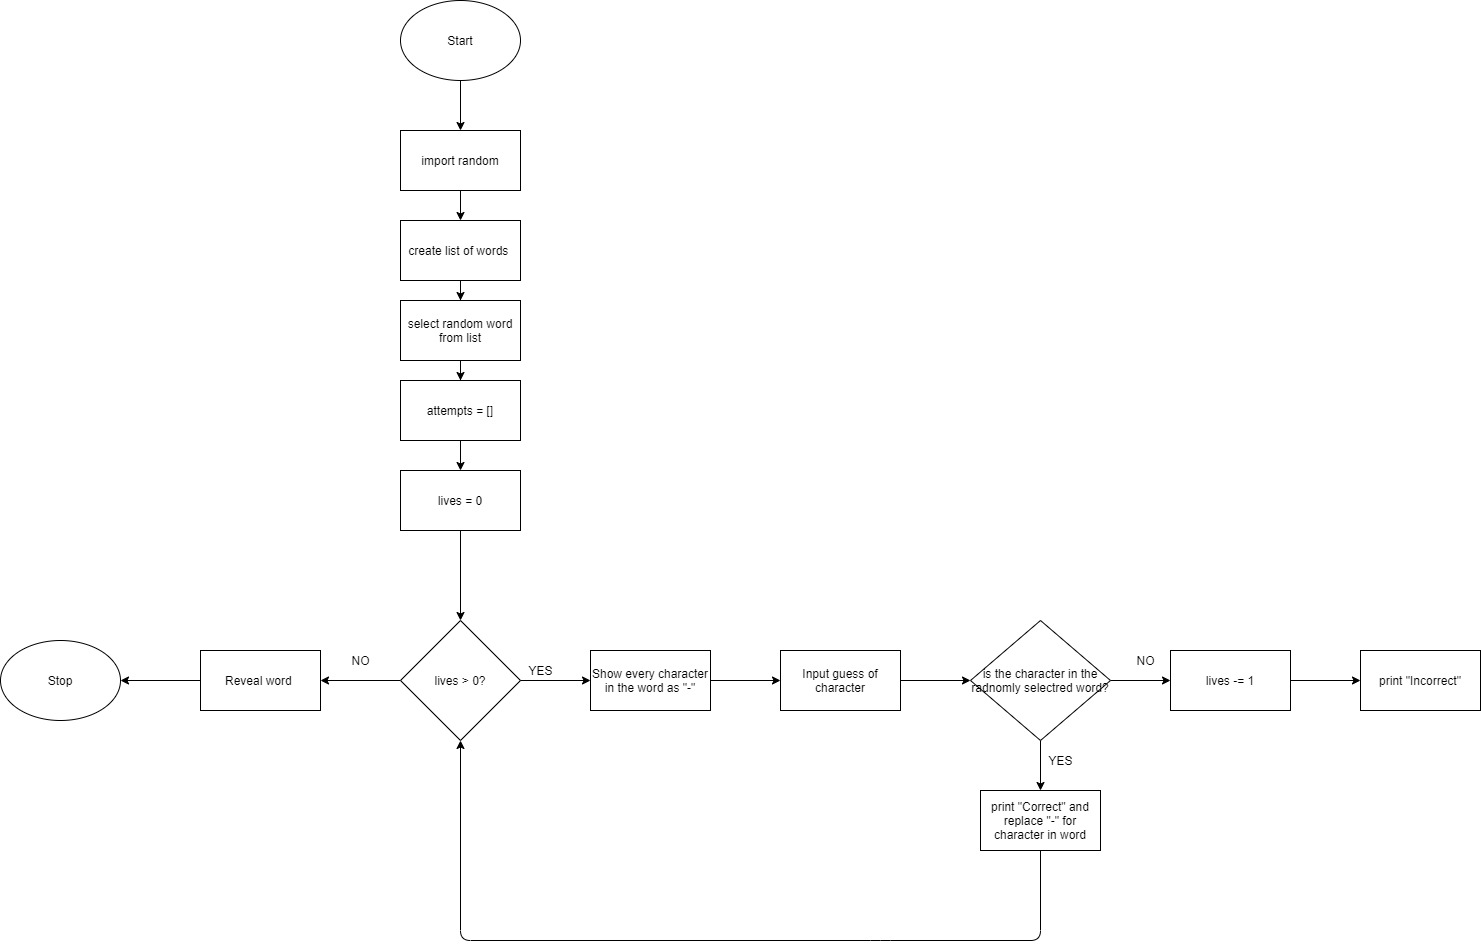 Start
import random
create list of words
select random word
from list
attempts = []
lives = 0
Stop
Reveal word
NO
lives > 0?
YES
Show every character
in the word as "-"
Input guess of
character
is the character in the
radnomly selectred word?
NO
lives -= 1
print "Incorrect"
YES
print "Correct" and
replace "-" for
character in word